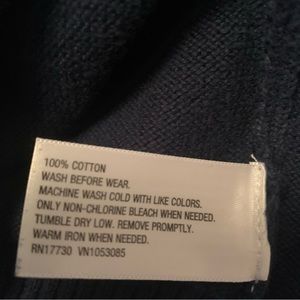 100% COTTON
WASH BEFORE WEAR.
MACHINE WASH COLD WITH LIKE COLORS.
ONLY NON-CHLORINE BLEACH WHEN NEEDED.
TUMBLE DRY LOW. REMOVE PROMPTLY.
WARM IRON WHEN NEEDED.
RN17730 VN1053085